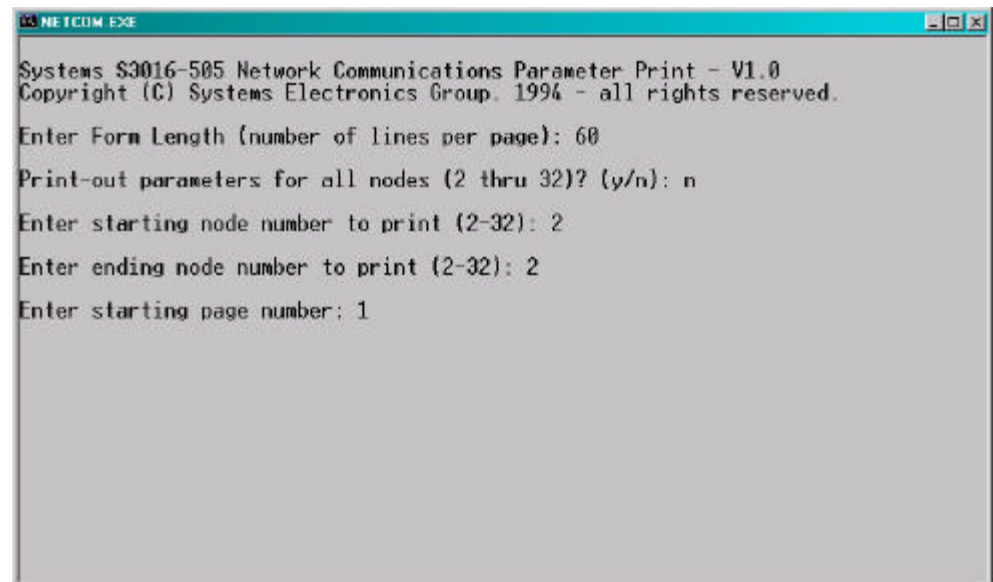 NETCOM.EXE
Systems S3016-505 Network Communications Parameter Print - V1.0
Copyright (C) Systems Electronics Group. 1994 - all rights reserved.
Enter Form Length (number of lines per page): 60
Print-out parameters for all nodes (2 thru 32)? (y/n): n
Enter starting node number to print (2-32): 2
Enter ending node number to print (2-32): 2
Enter starting page number: 1